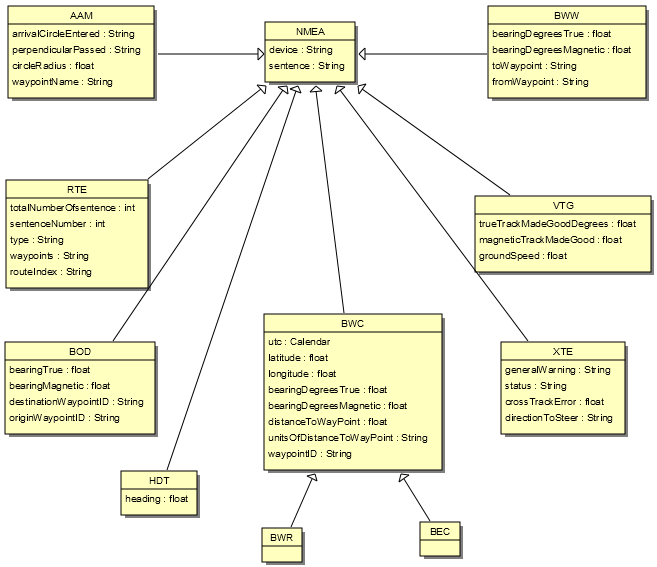 AAM
arrivalCircleEntered : String
perpendicularPassed : String
circleRadius : float
waypointName : String
NMEA
device : String
sentence : String
BWW
bearingDegreesTrue : float
bearingDegreesMagnetic : float
toWaypoint : String
fromWaypoint : String
RTE
totalNumberOfsentence : int
sentenceNumber : int
type : String
waypoints : String
routeIndex : String
VTG
trueTrackMadeGoodDegrees : float
magneticTrackMadeGood : float
groundSpeed : float
BOD
bearingTrue : float
bearingMagnetic : float
destinationWaypointID : String
originWaypointID : String
BWC
utc : Calendar
latitude : float
longitude : float
bearingDegreesTrue : float
bearingDegreesMagnetic : float
distanceToWayPoint : float
unitsOfDistanceToWayPoint : String
waypointID : String
XTE
generalWarning : String
status : String
crossTrackError : float
directionToSteer : String
HDT
heading : float
BWR
BEC